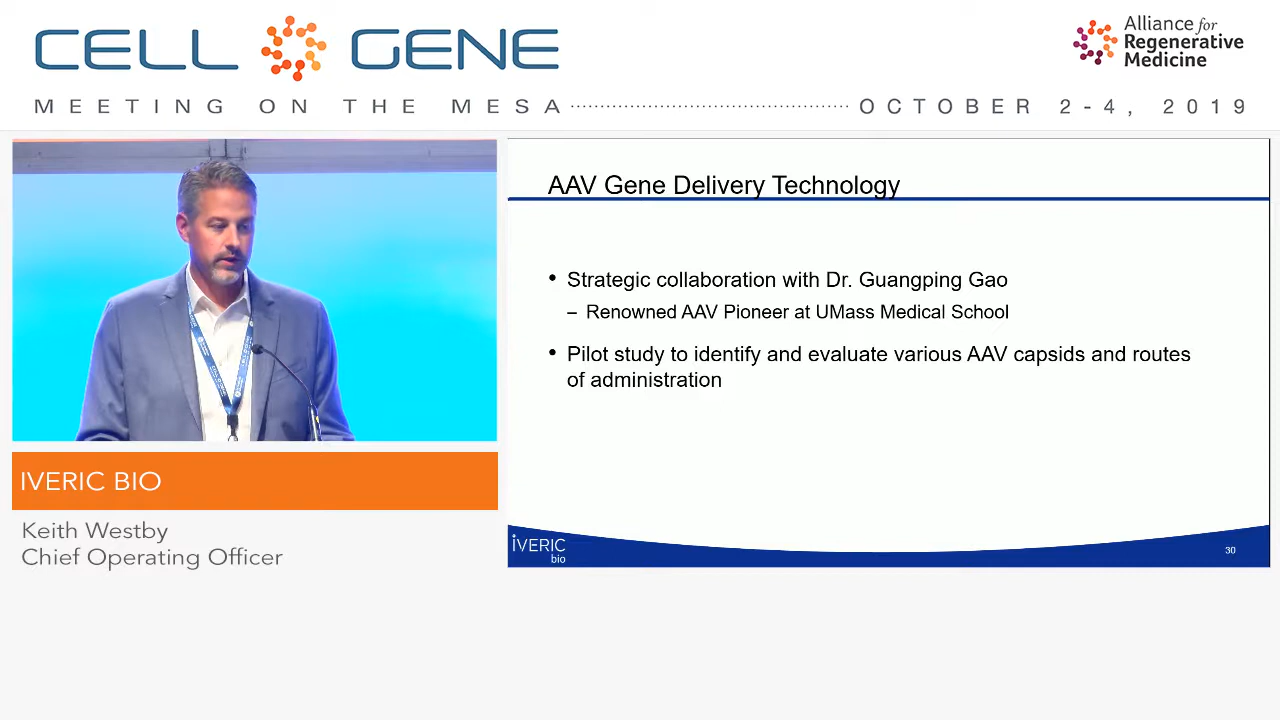 CELL GENE
Alliance for
Regenerative
Medicine
MEETING ON THE MESA
OCTOBER 2-4, 2019
AAV Gene Delivery Technology
• Strategic collaboration with Dr. Guangping Gao
– Renowned AAV Pioneer at UMass Medical School
• Pilot study to identify and evaluate various AAV capsids and routes
of administration
IVERIC BIO
Keith Westby
Chief Operating Officer
iVERIC
bio
30